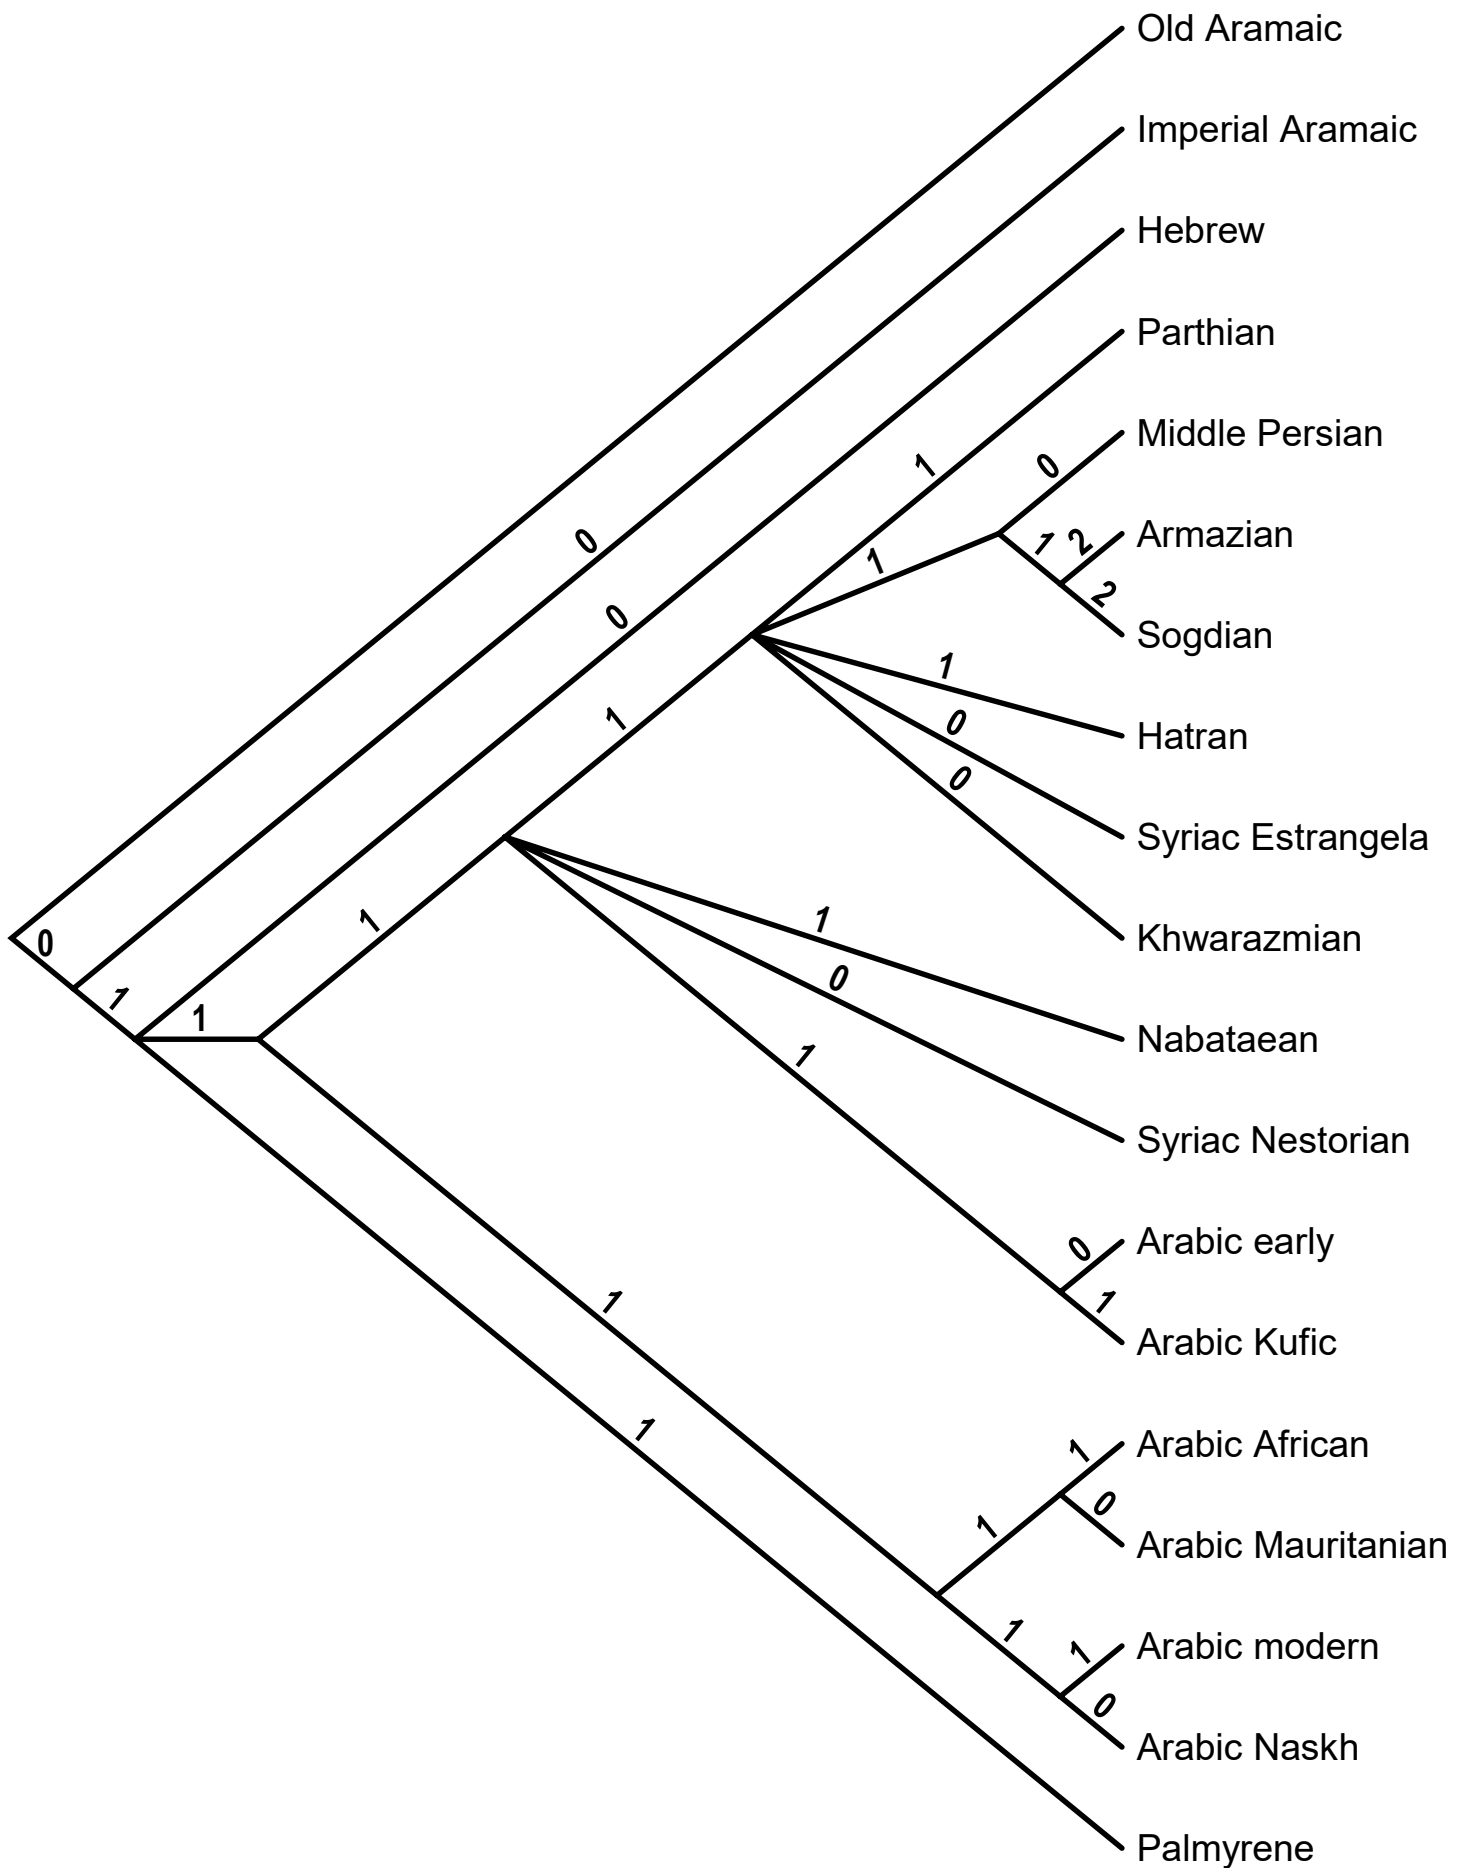 Old Aramaic
Imperial Aramaic
Hebrew
Parthian
1
0
Middle Persian
0
1
2
Armazian
1
2
0
Sogdian
1
1
0
Hatran
0
Syriac Estrangela
1
1
0
Khwarazmian
0
1
1
1
Nabataean
1
Syriac Nestorian
0
Arabic early
1
1
Arabic Kufic
1
1
Arabic African
0
1
Arabic Mauritanian
1
1
Arabic modern
0
Arabic Naskh
Palmyrene